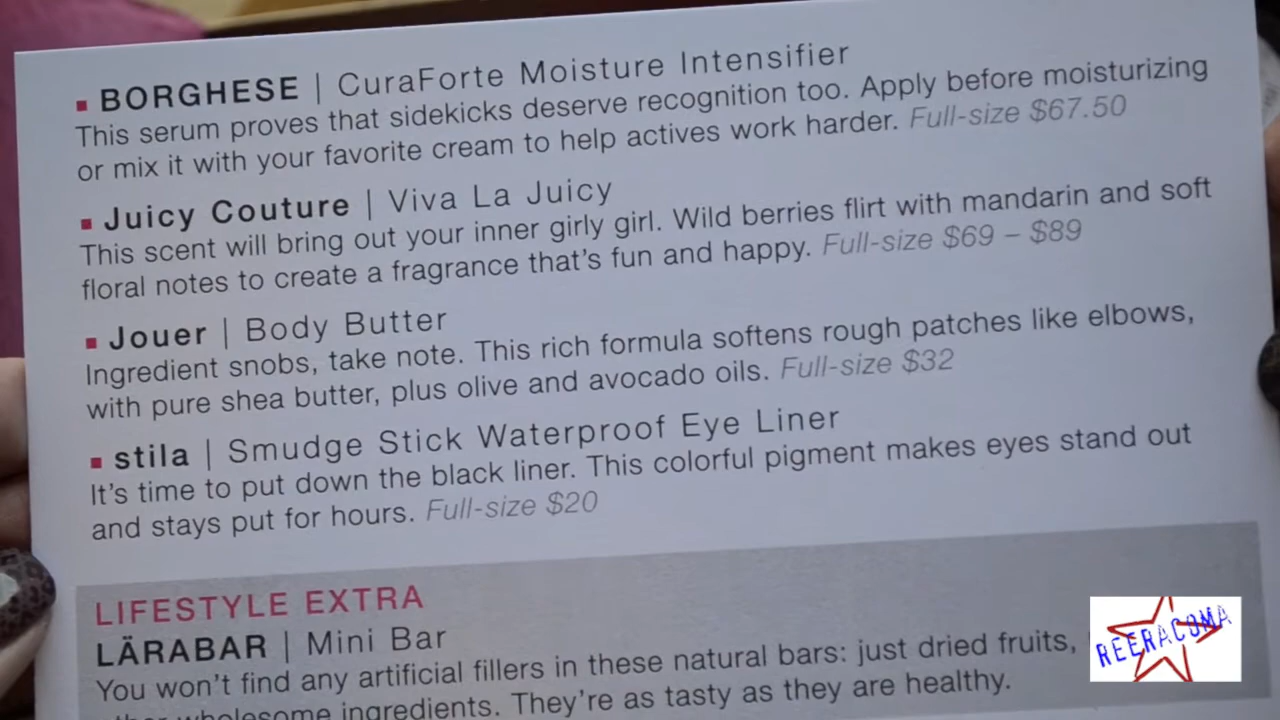 ▪ BORGHESE | CuraForte Moisture Intensifier
This serum proves that sidekicks deserve recognition too. Apply before moisturizing
or mix it with your favorite cream to help actives work harder. Full-size $67.50
▪ Juicy Couture | Viva La Juicy
This scent will bring out your inner girly girl. Wild berries flirt with mandarin and soft
floral notes to create a fragrance that's fun and happy. Full-size $69 – $89
▪ Jouer | Body Butter
Ingredient snobs, take note. This rich formula softens rough patches like elbows,
with pure shea butter, plus olive and avocado oils. Full-size $32
▪ stila | Smudge Stick Waterproof Eye Liner
It's time to put down the black liner. This colorful pigment makes eyes stand out
and stays put for hours. Full-size $20
LIFESTYLE EXTRA
LÄRABAR | Mini Bar
You won't find any artificial fillers in these natural bars: just dried fruits,
wholesome ingredients. They're as tasty as they are healthy.
REERACOMA